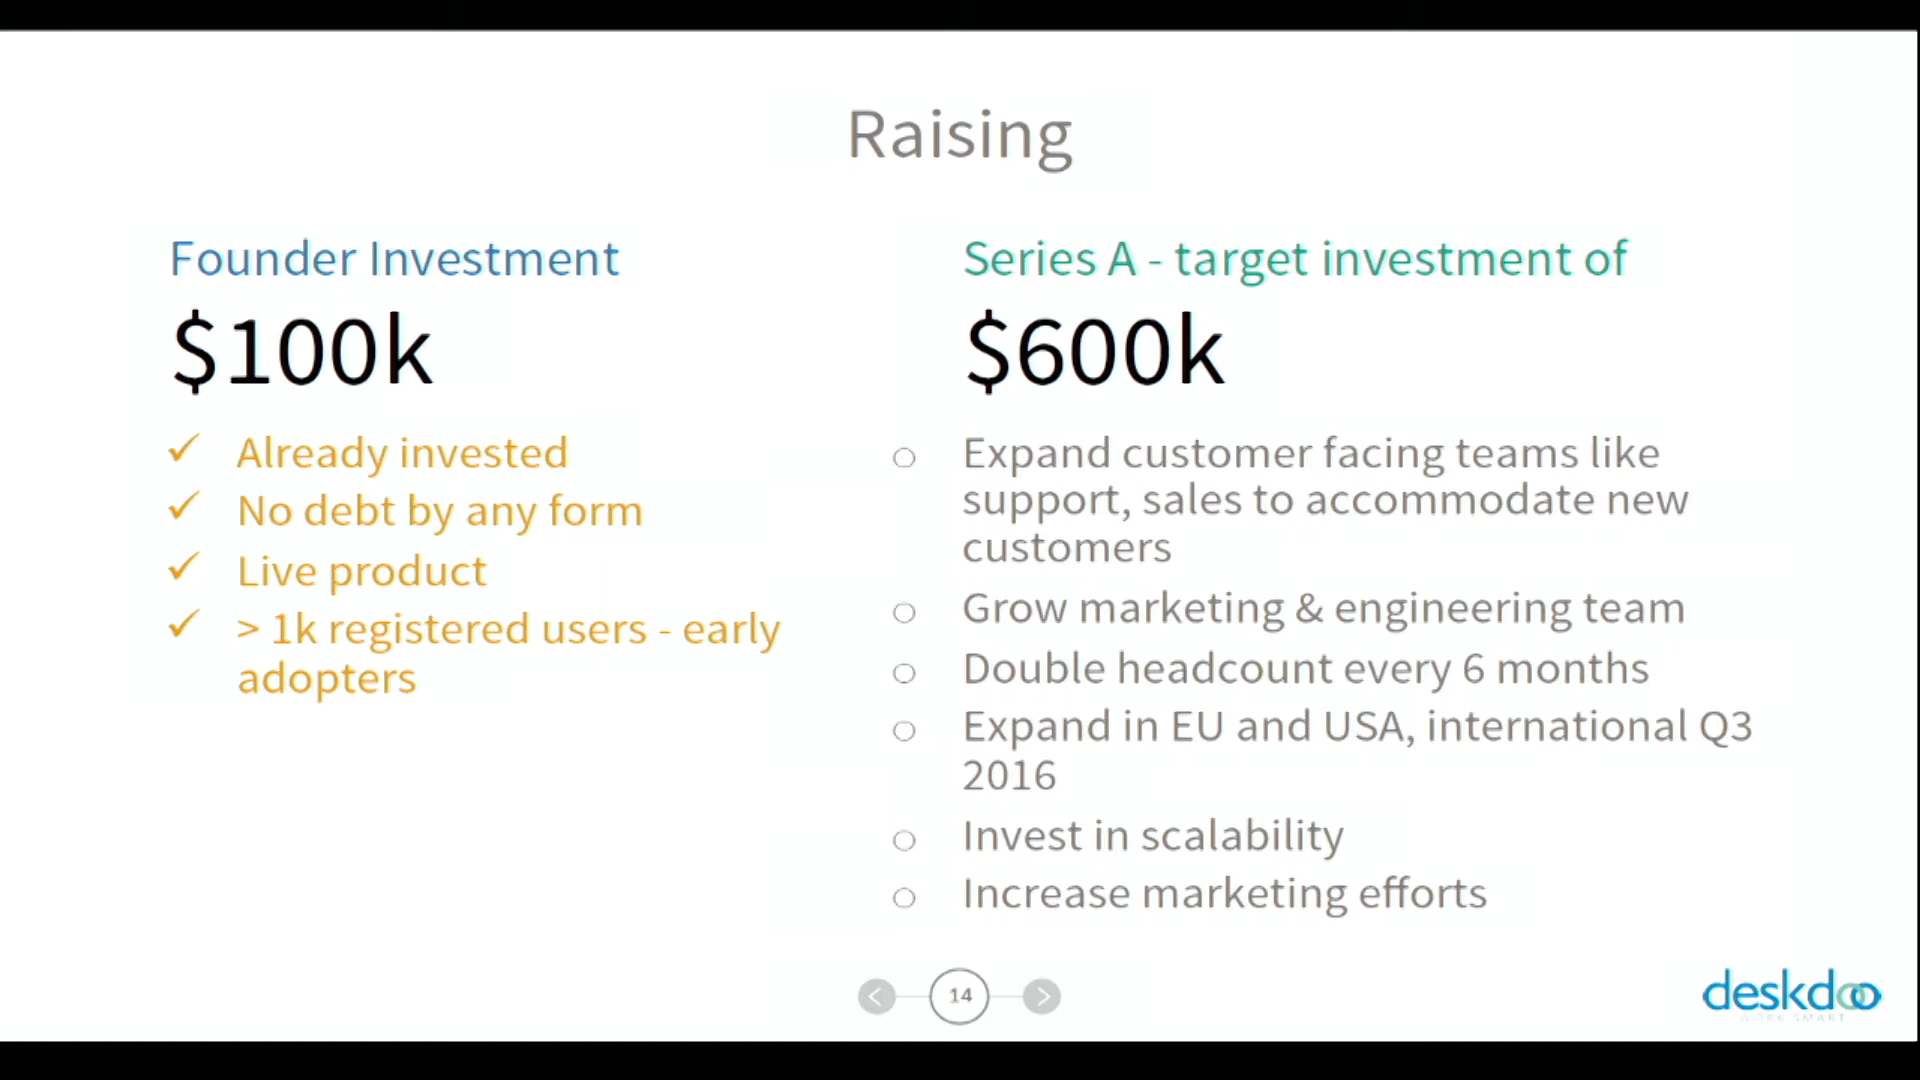 Raising
Founder Investment
$100k
Already invested
No debt by any form
Live product
> 1k registered users - early
adopters
Series A - target investment of
$600k
Expand customer facing teams like
support, sales to accommodate new
customers
Grow marketing & engineering team
Double headcount every 6 months
Expand in EU and USA, international Q3
2016
Invest in scalability
Increase marketing efforts
14
deskdoo